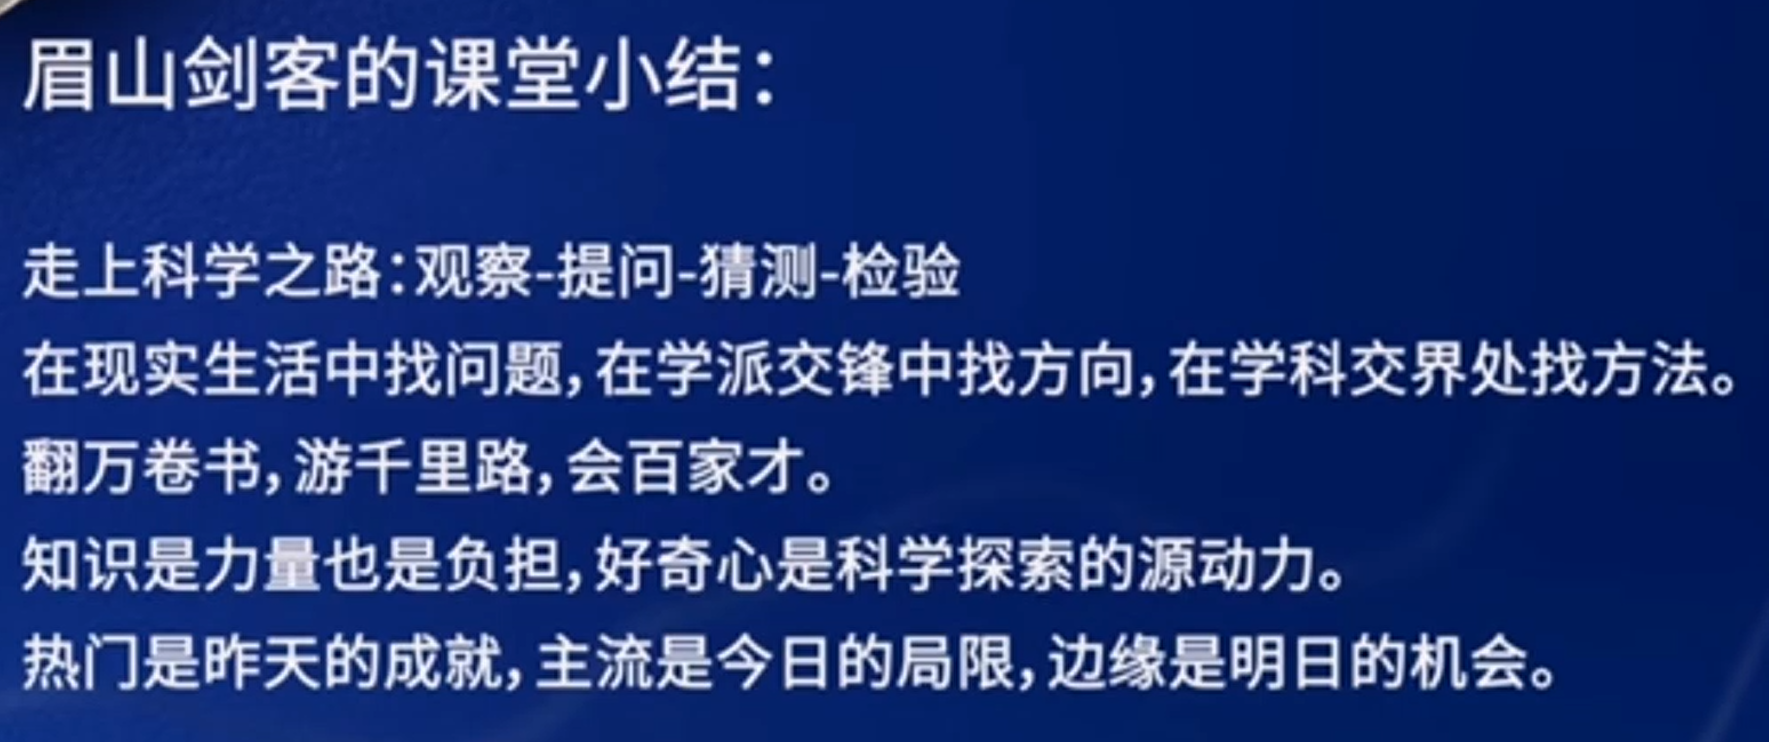 眉山剑客的课堂小结：
走上科学之路：观察-提问-猜测-检验
在现实生活中找问题，在学派交锋中找方向，在学科交界处找方法。
翻万卷书，游千里路，会百家才。
知识是力量也是负担，好奇心是科学探索的源动力。
热门是昨天的成就，主流是今日的局限，边缘是明日的机会。